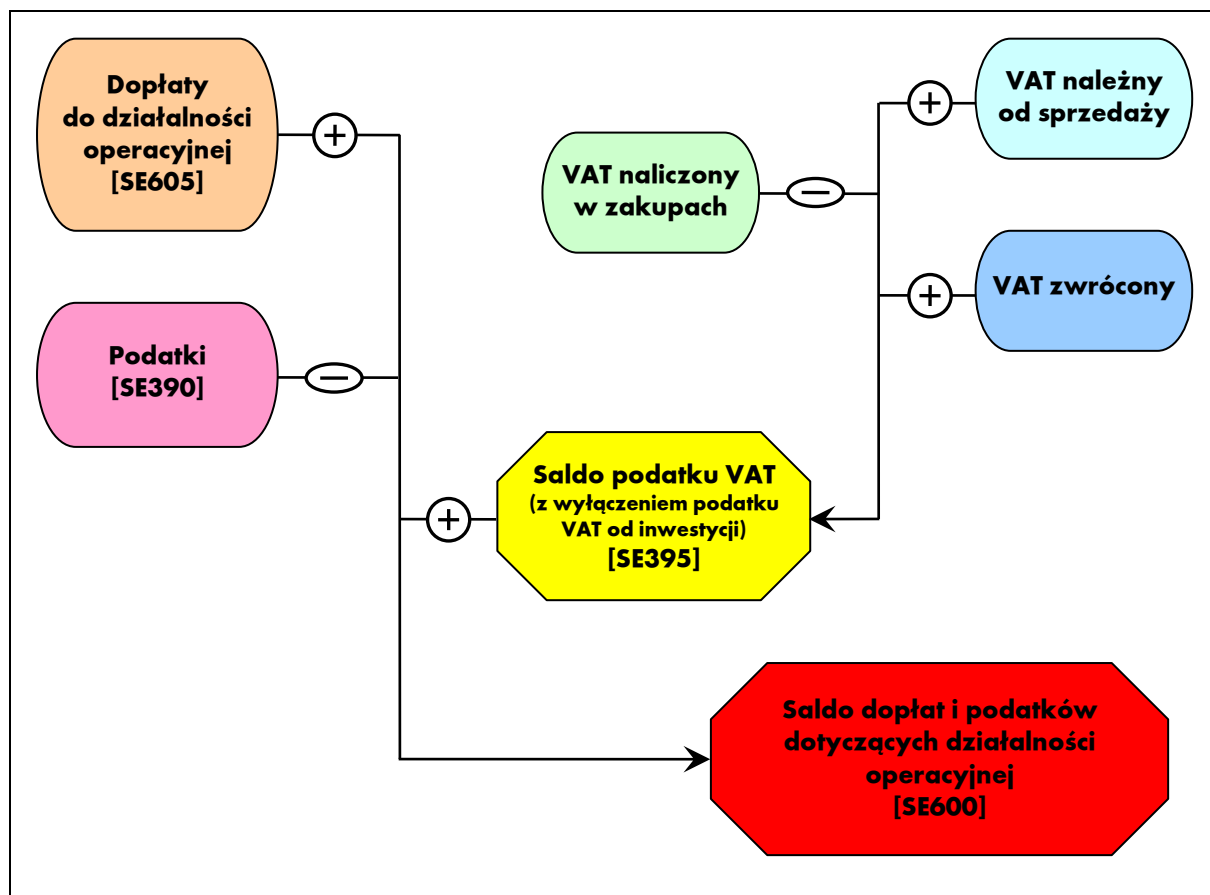 Dopłaty
do działalności
operacyjnej
[SE605]
+
VAT należny
od sprzedaży
+
VAT naliczony
w zakupach
−
VAT zwrócony
+
Podatki
[SE390]
−
Saldo podatku VAT
(z wyłączeniem podatku
VAT od inwestycji)
[SE395]
+
Saldo dopłat i podatków
dotyczących działalności
operacyjnej
[SE600]